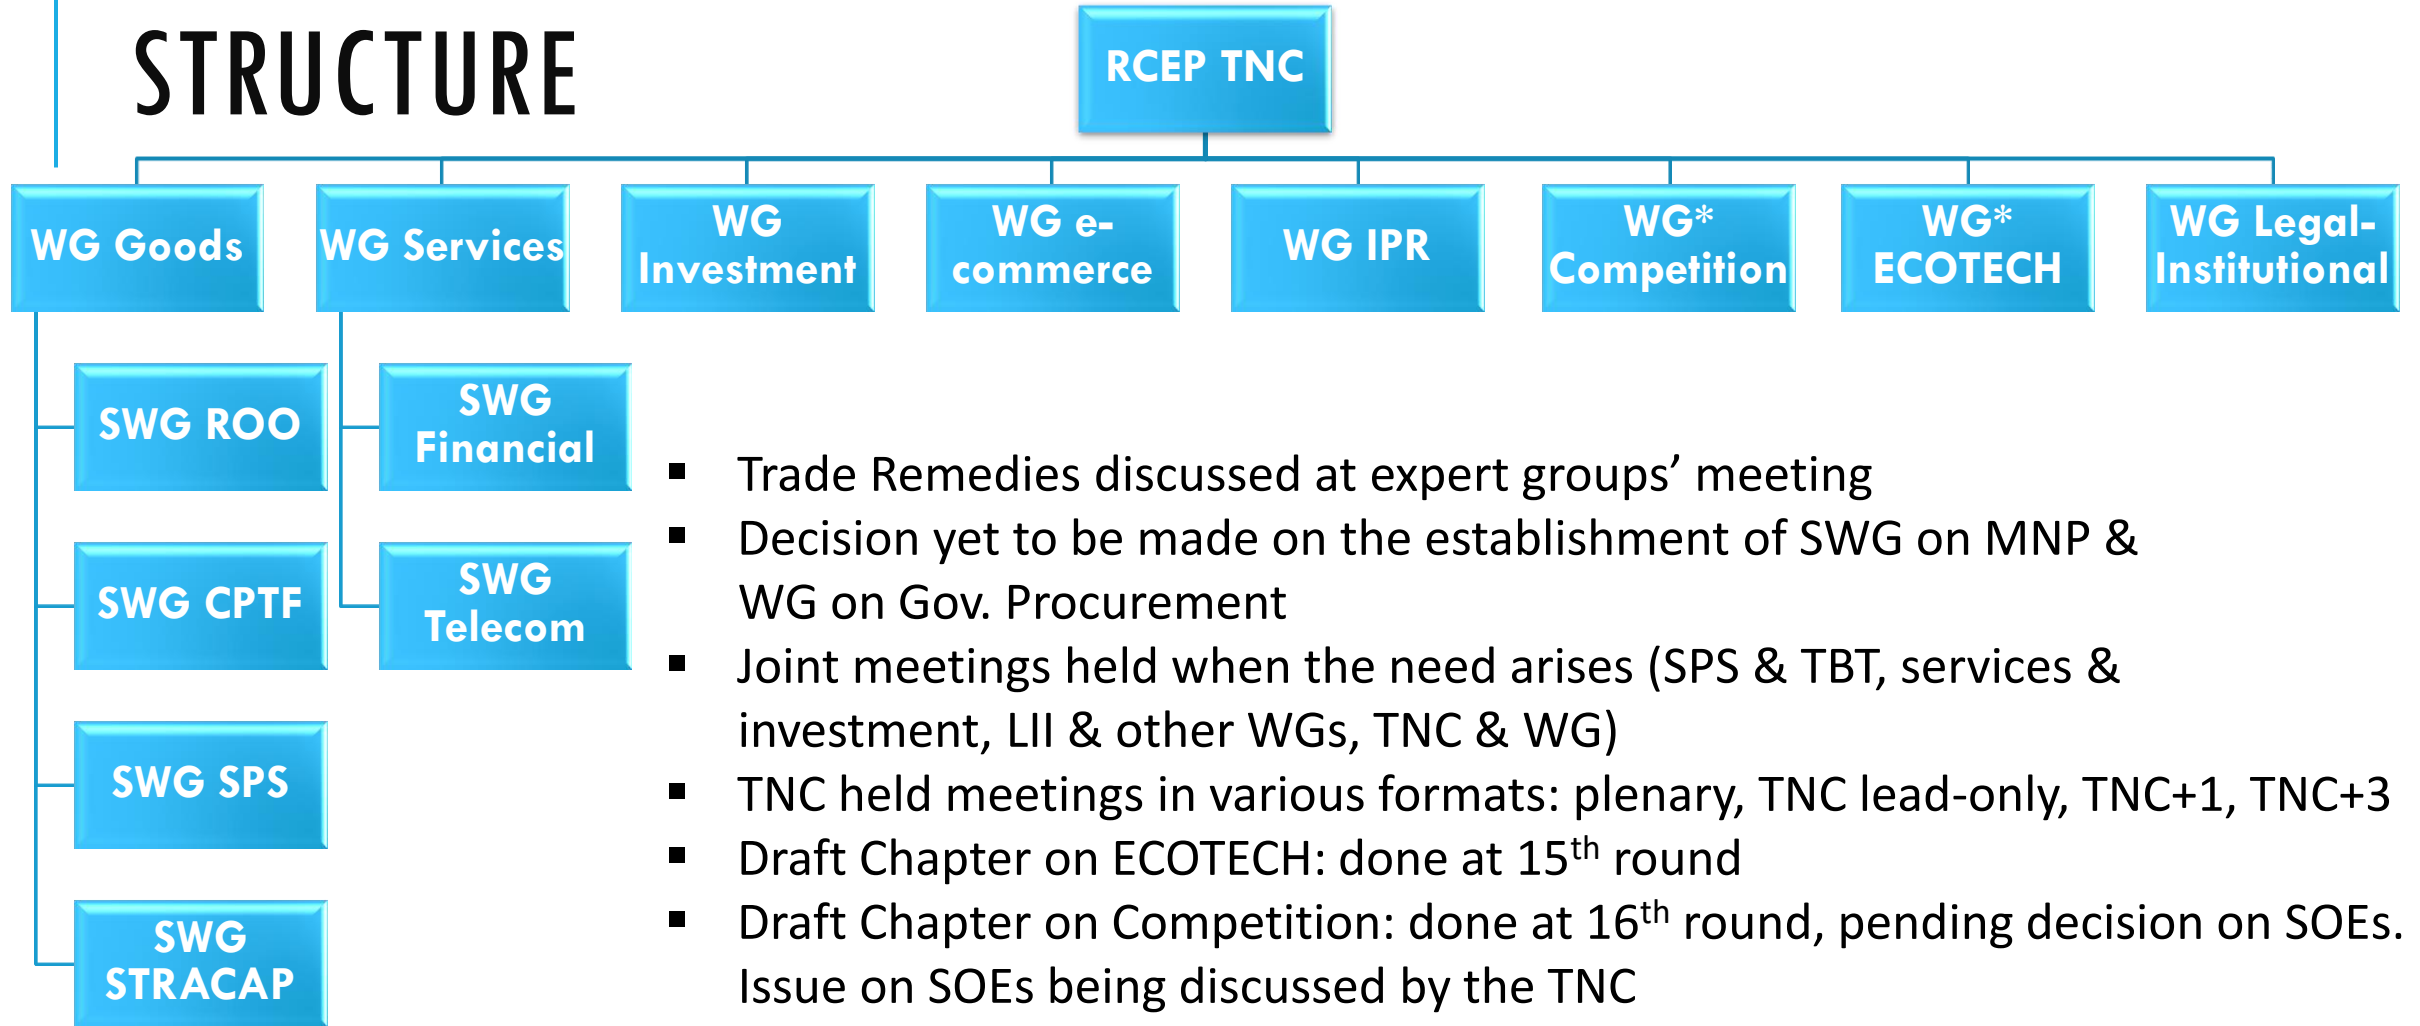 STRUCTURE
RCEP TNC
WG Goods
WG Services
WG
Investment
WG e-
commerce
WG IPR
WG*
Competition
WG*
ECOTECH
WG Legal-
Institutional
SWG ROO
SWG CPTF
SWG SPS
SWG
STRACAP
SWG
Financial
SWG
Telecom
▪ Trade Remedies discussed at expert groups’ meeting
▪ Decision yet to be made on the establishment of SWG on MNP &
WG on Gov. Procurement
▪ Joint meetings held when the need arises (SPS & TBT, services &
investment, LII & other WGs, TNC & WG)
▪ TNC held meetings in various formats: plenary, TNC lead-only, TNC+1, TNC+3
▪ Draft Chapter on ECOTECH: done at 15th round
▪ Draft Chapter on Competition: done at 16th round, pending decision on SOEs.
Issue on SOEs being discussed by the TNC